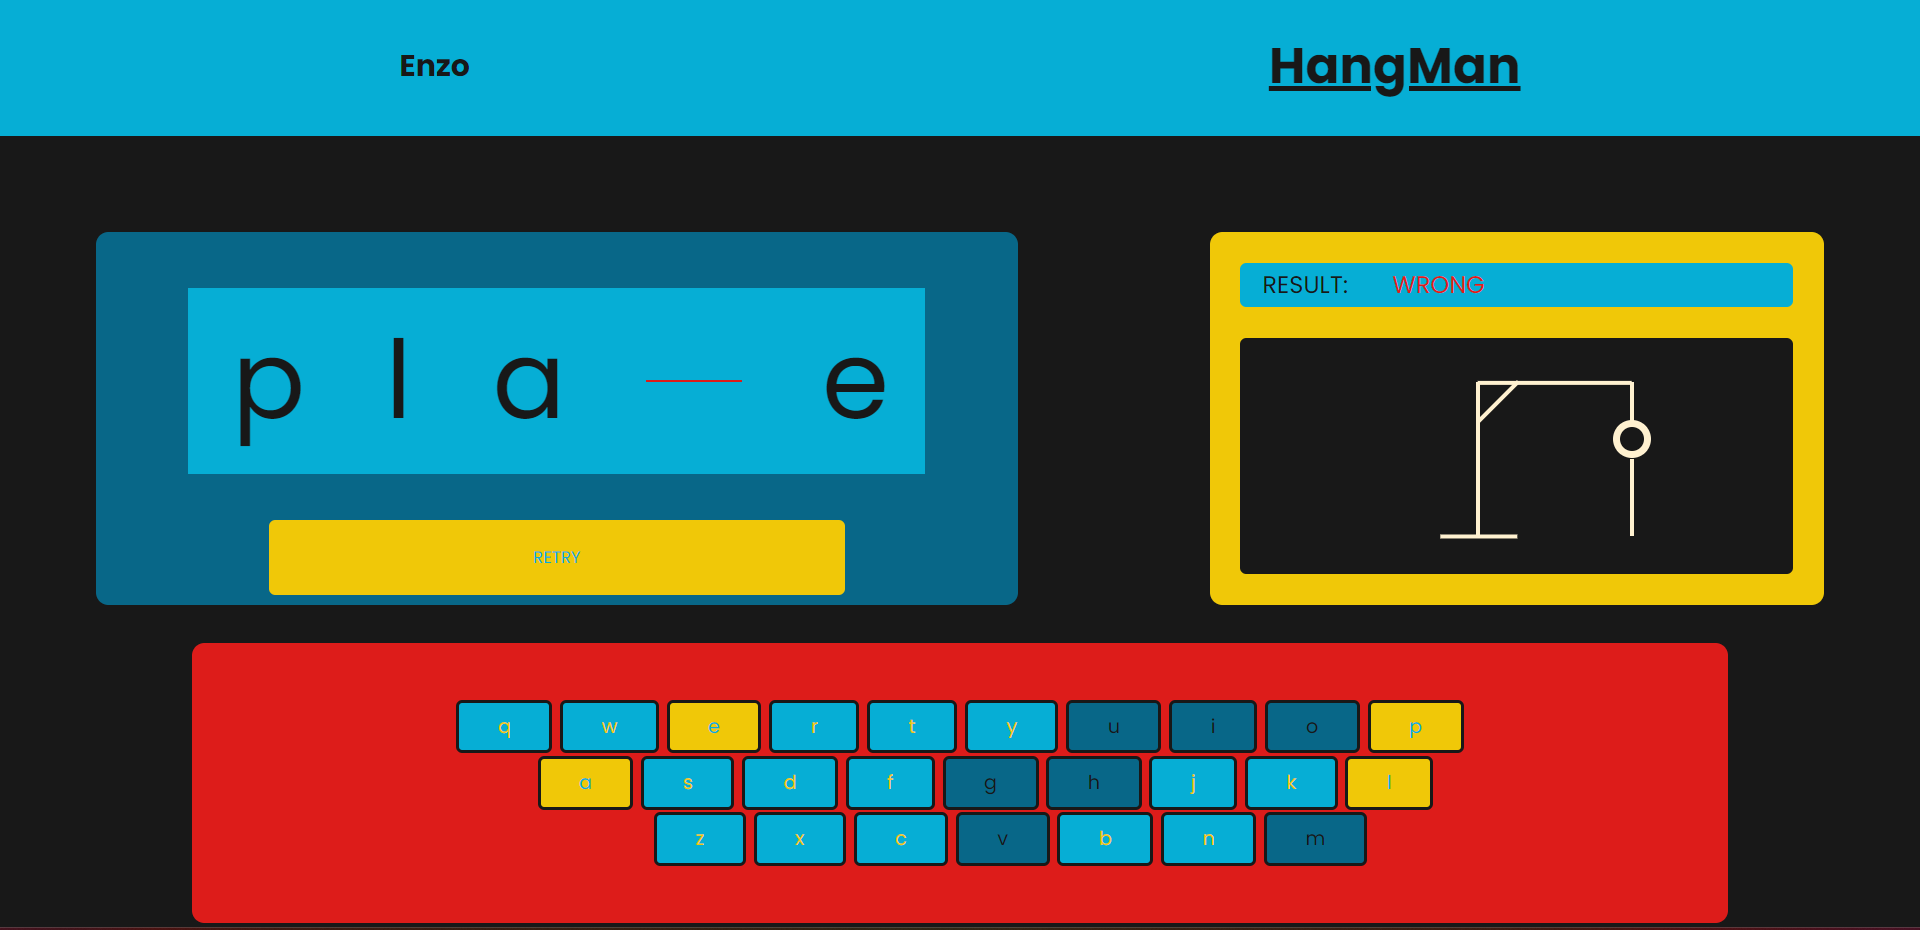 Enzo
HangMan
p l a e
RETRY
RESULT: WRONG
q w e r t y u i o p
a s d f g h j k l
z x c v b n m